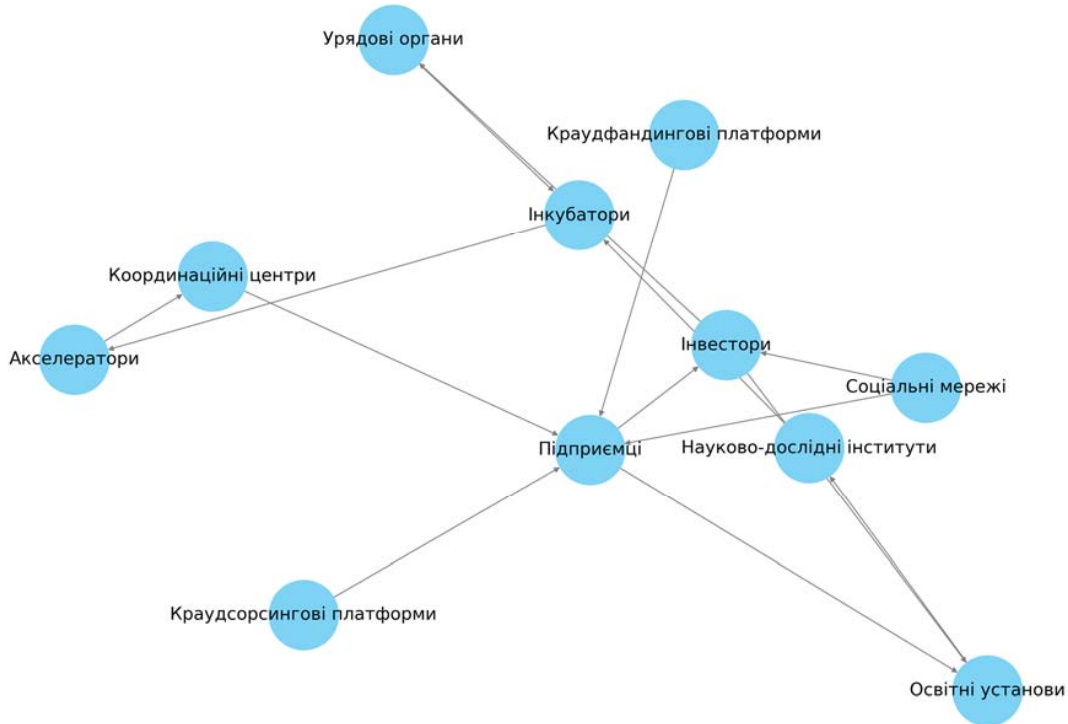 Урядові органи
Краудфандингові платформи
Інкубатори
Координаційні центри
Інвестори
Акселератори
Соціальні мережі
Підприємці
Науково-дослідні інститути
Краудсорсингові платформи
Освітні установи